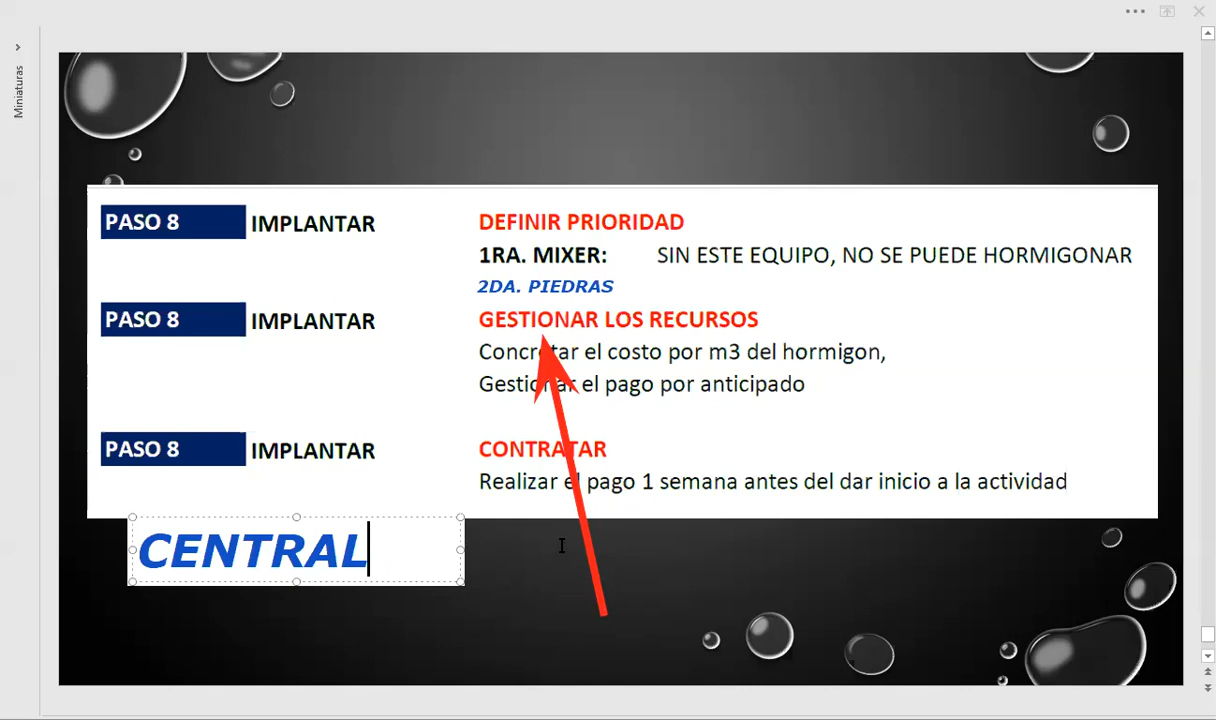 Miniaturas
PASO 8 IMPLANTAR DEFINIR PRIORIDAD
1RA. MIXER: SIN ESTE EQUIPO, NO SE PUEDE HORMIGONAR
2DA. PIEDRAS
PASO 8 IMPLANTAR GESTIONAR LOS RECURSOS
Concretar el costo por m3 del hormigon,
Gestionar el pago por anticipado
PASO 8 IMPLANTAR CONTRATAR
Realizar el pago 1 semana antes del dar inicio a la actividad
CENTRAL